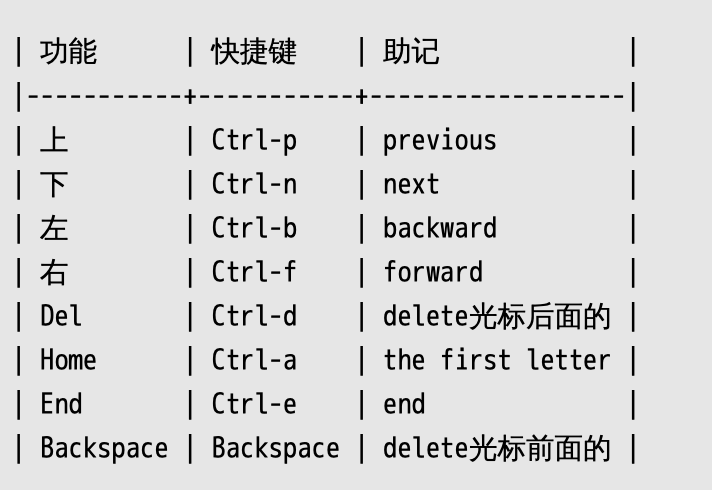 | 功能      | 快捷键    | 助记             |
|-----------+-----------+------------------|
| 上        | Ctrl-p    | previous         |
| 下        | Ctrl-n    | next             |
| 左        | Ctrl-b    | backward         |
| 右        | Ctrl-f    | forward          |
| Del       | Ctrl-d    | delete光标后面的 |
| Home      | Ctrl-a    | the first letter |
| End       | Ctrl-e    | end              |
| Backspace | Backspace | delete光标前面的 |